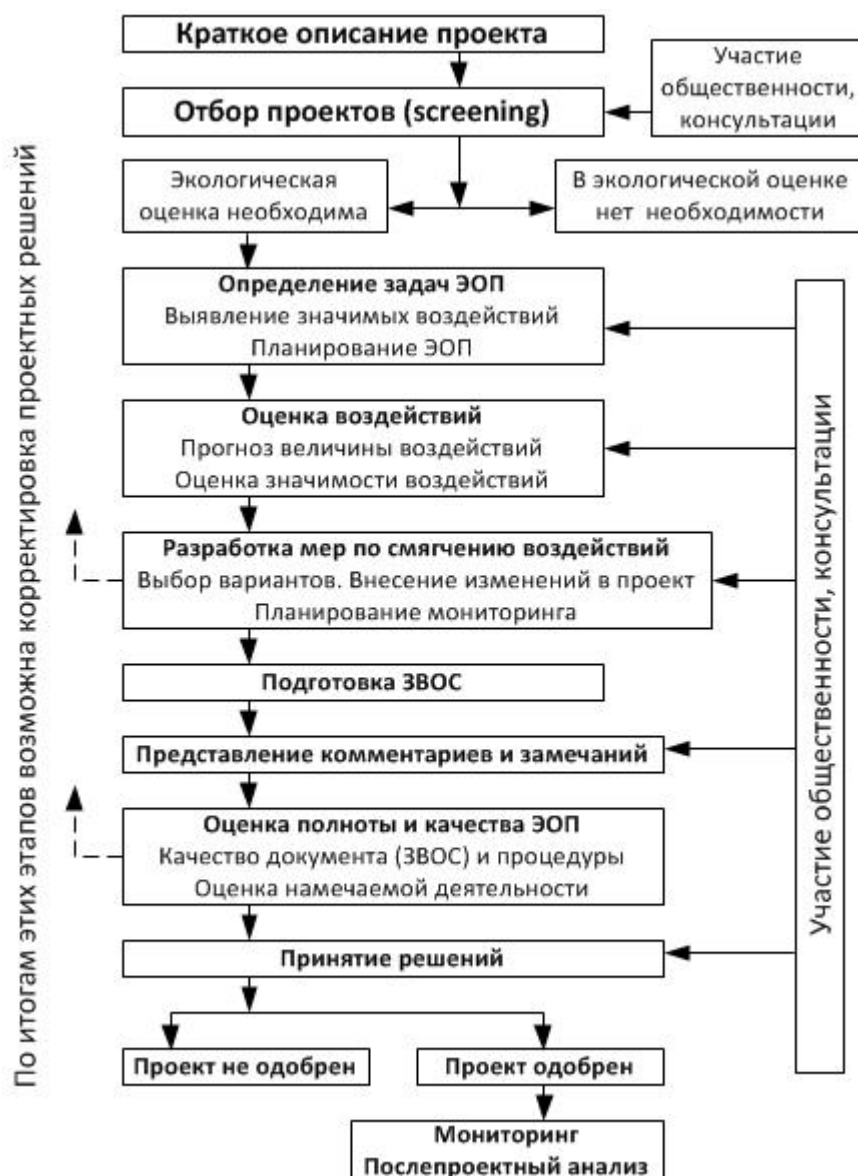 Краткое описание проекта
Отбор проектов (screening)
Участие
общественности,
консультации
Экологическая
оценка необходима
В экологической оценке
нет необходимости
Определение задач ЭОП
Выявление значимых воздействий
Планирование ЭОП
Оценка воздействий
Прогноз величины воздействий
Оценка значимости воздействий
Разработка мер по смягчению воздействий
Выбор вариантов. Внесение изменений в проект
Планирование мониторинга
Подготовка ЗВОС
Представление комментариев и замечаний
Оценка полноты и качества ЭОП
Качество документа (ЗВОС) и процедуры
Оценка намечаемой деятельности
Принятие решений
Проект не одобрен
Проект одобрен
Мониторинг
Послепроектный анализ
По итогам этих этапов возможна корректировка проектных решений
Участие общественности, консультации